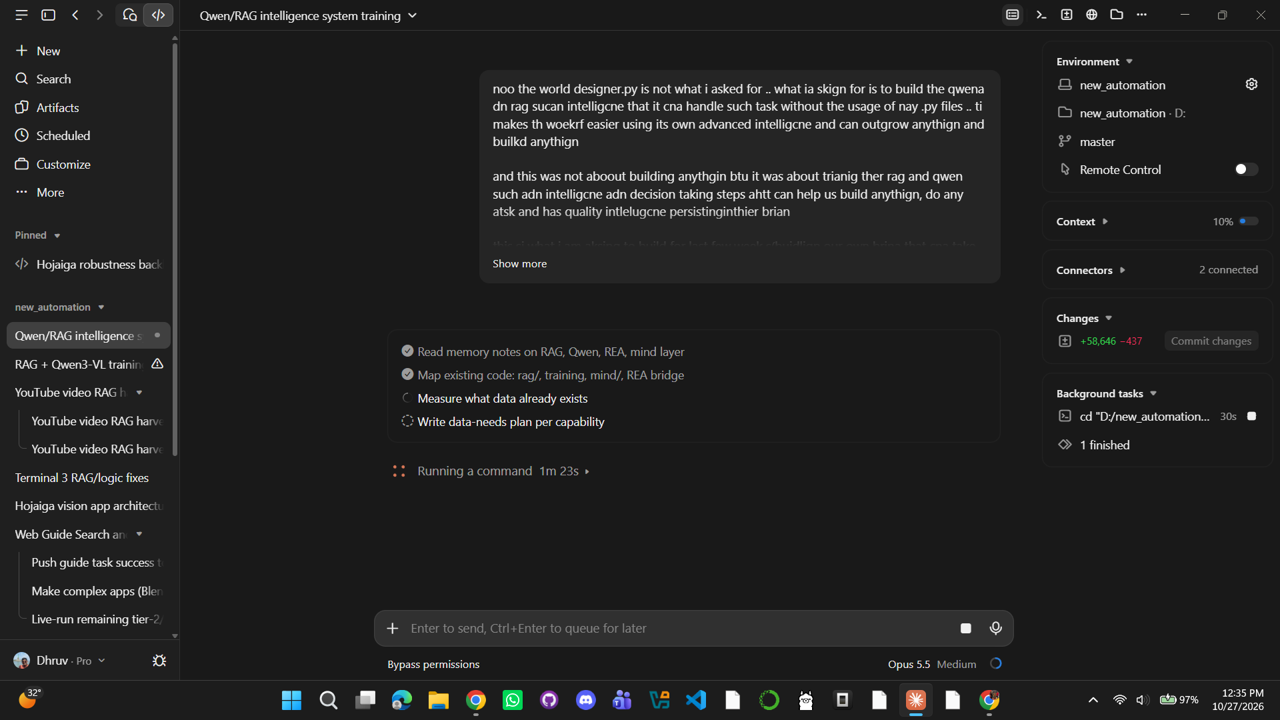 Qwen/RAG intelligence system training
New
Search
Artifacts
Scheduled
Customize
More
Pinned
Hojaiga robustness back
new_automation
Qwen/RAG intelligence s
RAG + Qwen3-VL trainin
YouTube video RAG h
YouTube video RAG harve
YouTube video RAG harve
Terminal 3 RAG/logic fixes
Hojaiga vision app architectu
Web Guide Search an
Push guide task success t
Make complex apps (Blen
Live-run remaining tier-2,
Dhruv · Pro
noo the world designer.py is not what i asked for .. what ia skign for is to build the qwena
dn rag sucan intelligcne that it cna handle such task without the usage of nay .py files .. ti
makes th woekrf easier using its own advanced intelligcne and can outgrow anythign and
builkd anythign
and this was not aboout building anythgin btu it was about trianig ther rag and qwen
such adn intelligcne adn decision taking steps ahtt can help us build anythign, do any
atsk and has quality intlelugcne persistinginthier brian
Show more
Read memory notes on RAG, Qwen, REA, mind layer
Map existing code: rag/, training, mind/, REA bridge
Measure what data already exists
Write data-needs plan per capability
Running a command 1m 23s
Enter to send, Ctrl+Enter to queue for later
Bypass permissions
Opus 5.5 Medium
Environment
new_automation
new_automation · D:
master
Remote Control
Context
10%
Connectors
2 connected
Changes
+58,646 −437
Commit changes
Background tasks
cd "D:/new_automation...
30s
1 finished
32°
97%
12:35 PM
10/27/2026